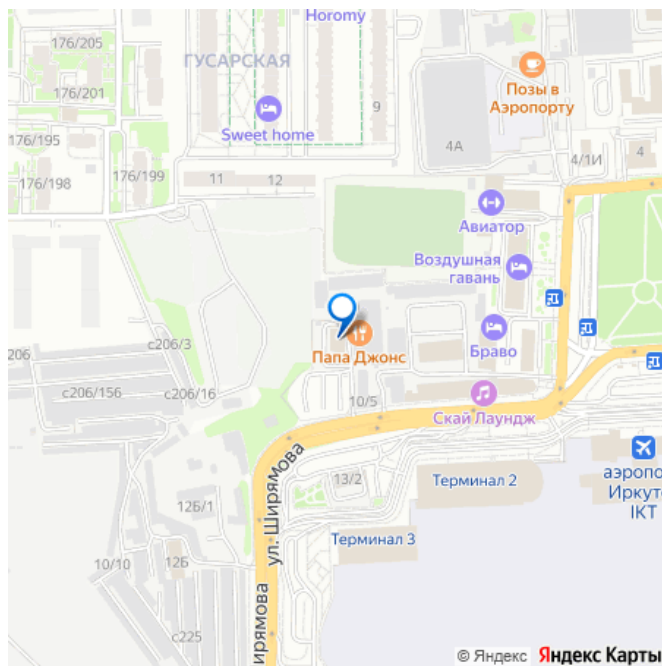 Horomy
176/205
ГУСАРСКАЯ
176/201
9
Позы в
Аэропорту
Sweet home
176/195
4А
4/1И
4
176/199
11
12
176/198
Авиатор
Воздушная
гавань
Браво
с206/3
206
Папа Джонс
с206/156
с206/16
10/5
Скай Лаундж
ул. Ширямова
13/2
Терминал 2
аэропо
Иркут
IKT
12Б/1
Терминал 3
10/10
12Б
ирямова
с225
© Яндекс Яндекс Карты